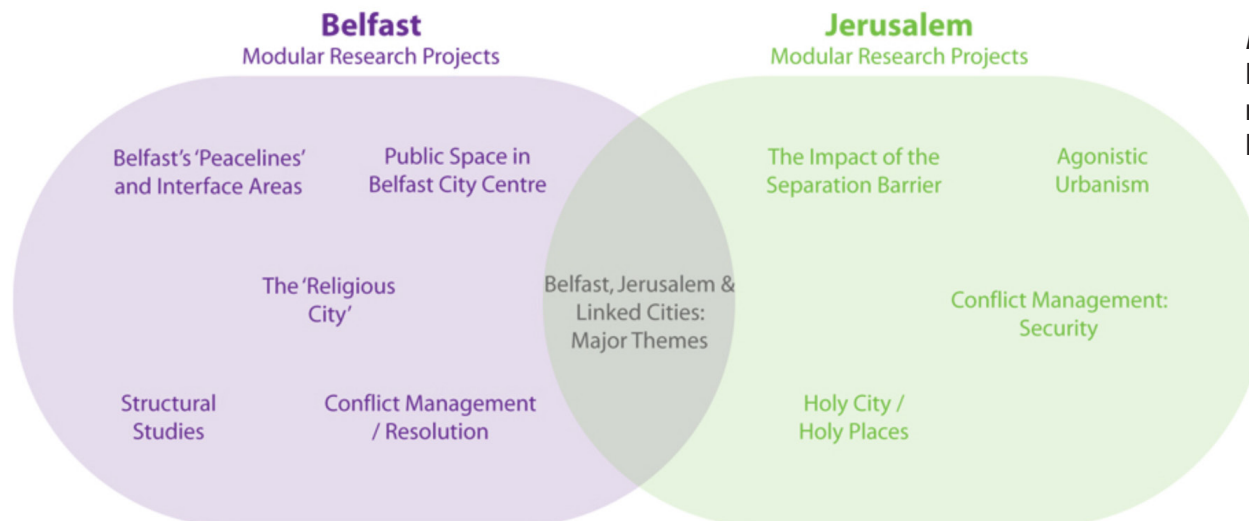 Belfast
Modular Research Projects
Jerusalem
Modular Research Projects
Belfast's 'Peacelines'
and Interface Areas
Public Space in
Belfast City Centre
The 'Religious
City'
Structural
Studies
Conflict Management
/ Resolution
Belfast, Jerusalem &
Linked Cities:
Major Themes
The Impact of the
Separation Barrier
Agonistic
Urbanism
Conflict Management:
Security
Holy City /
Holy Places